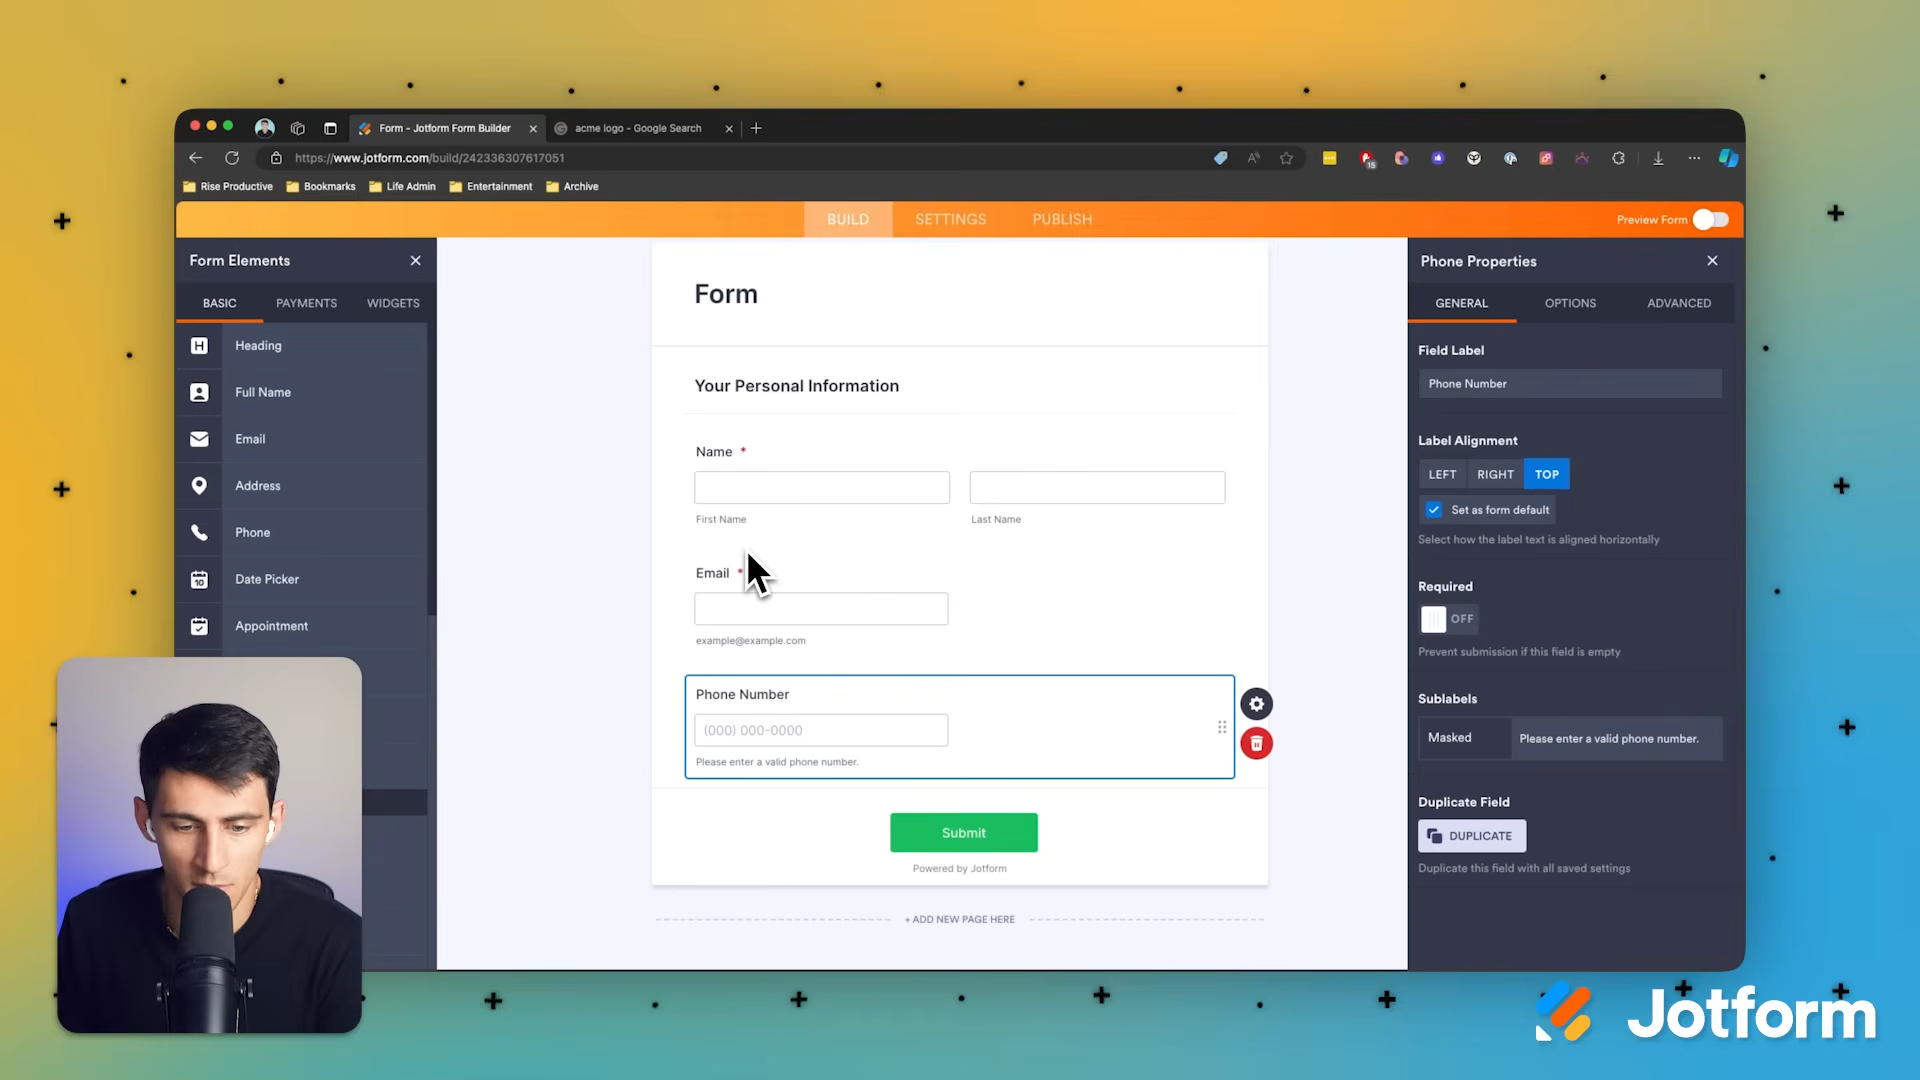 Form - Jotform Form Builder
acme logo - Google Search
https://www.jotform.com/build/242336307617051
Rise Productive
Bookmarks
Life Admin
Entertainment
Archive
BUILD
SETTINGS
PUBLISH
Preview Form
Form Elements
BASIC
PAYMENTS
WIDGETS
Heading
Full Name
Email
Address
Phone
Date Picker
Appointment
Form
Your Personal Information
Name *
First Name
Last Name
Email *
example@example.com
Phone Number
(000) 000-0000
Please enter a valid phone number.
Submit
Powered by Jotform
+ ADD NEW PAGE HERE
Phone Properties
GENERAL
OPTIONS
ADVANCED
Field Label
Phone Number
Label Alignment
LEFT
RIGHT
TOP
Set as form default
Select how the label text is aligned horizontally
Required
OFF
Prevent submission if this field is empty
Sublabels
Masked
Please enter a valid phone number.
Duplicate Field
DUPLICATE
Duplicate this field with all saved settings
Jotform